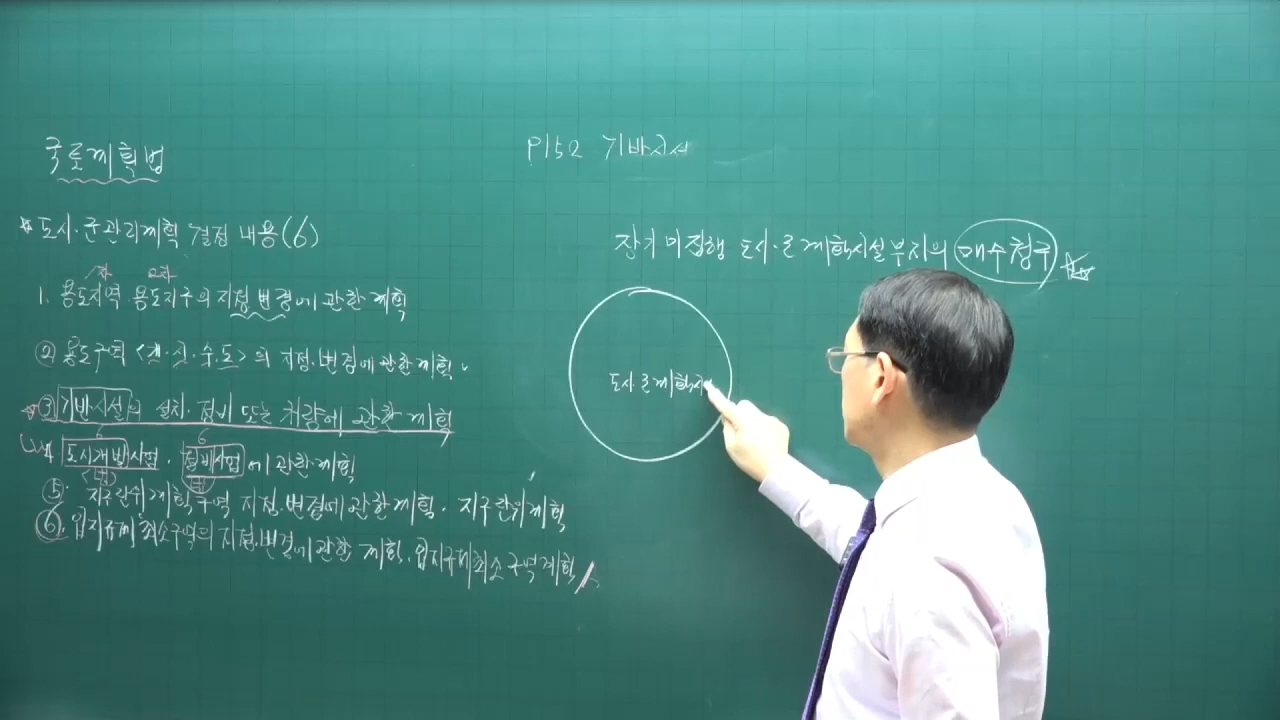 국토계획법
도시·군관리계획 결정 내용(6)
1. 용도지역·용도지구의 지정 변경에 관한 계획
② 용도구역 <개·시·수·도>의 지정·변경에 관한 계획.
③ 기반시설의 설치·정비 또는 개량에 관한 계획
4 도시개발사업·정비사업에 관한 계획
⑤ 지구단위계획구역 지정·변경에 관한 계획·지구단위계획
⑥. 입지규제최소구역의 지정·변경에 관한 계획·입지규제최소구역계획
P152 기반시설
장기미집행 도시·군계획시설부지의 매수청구
도시군계획시설